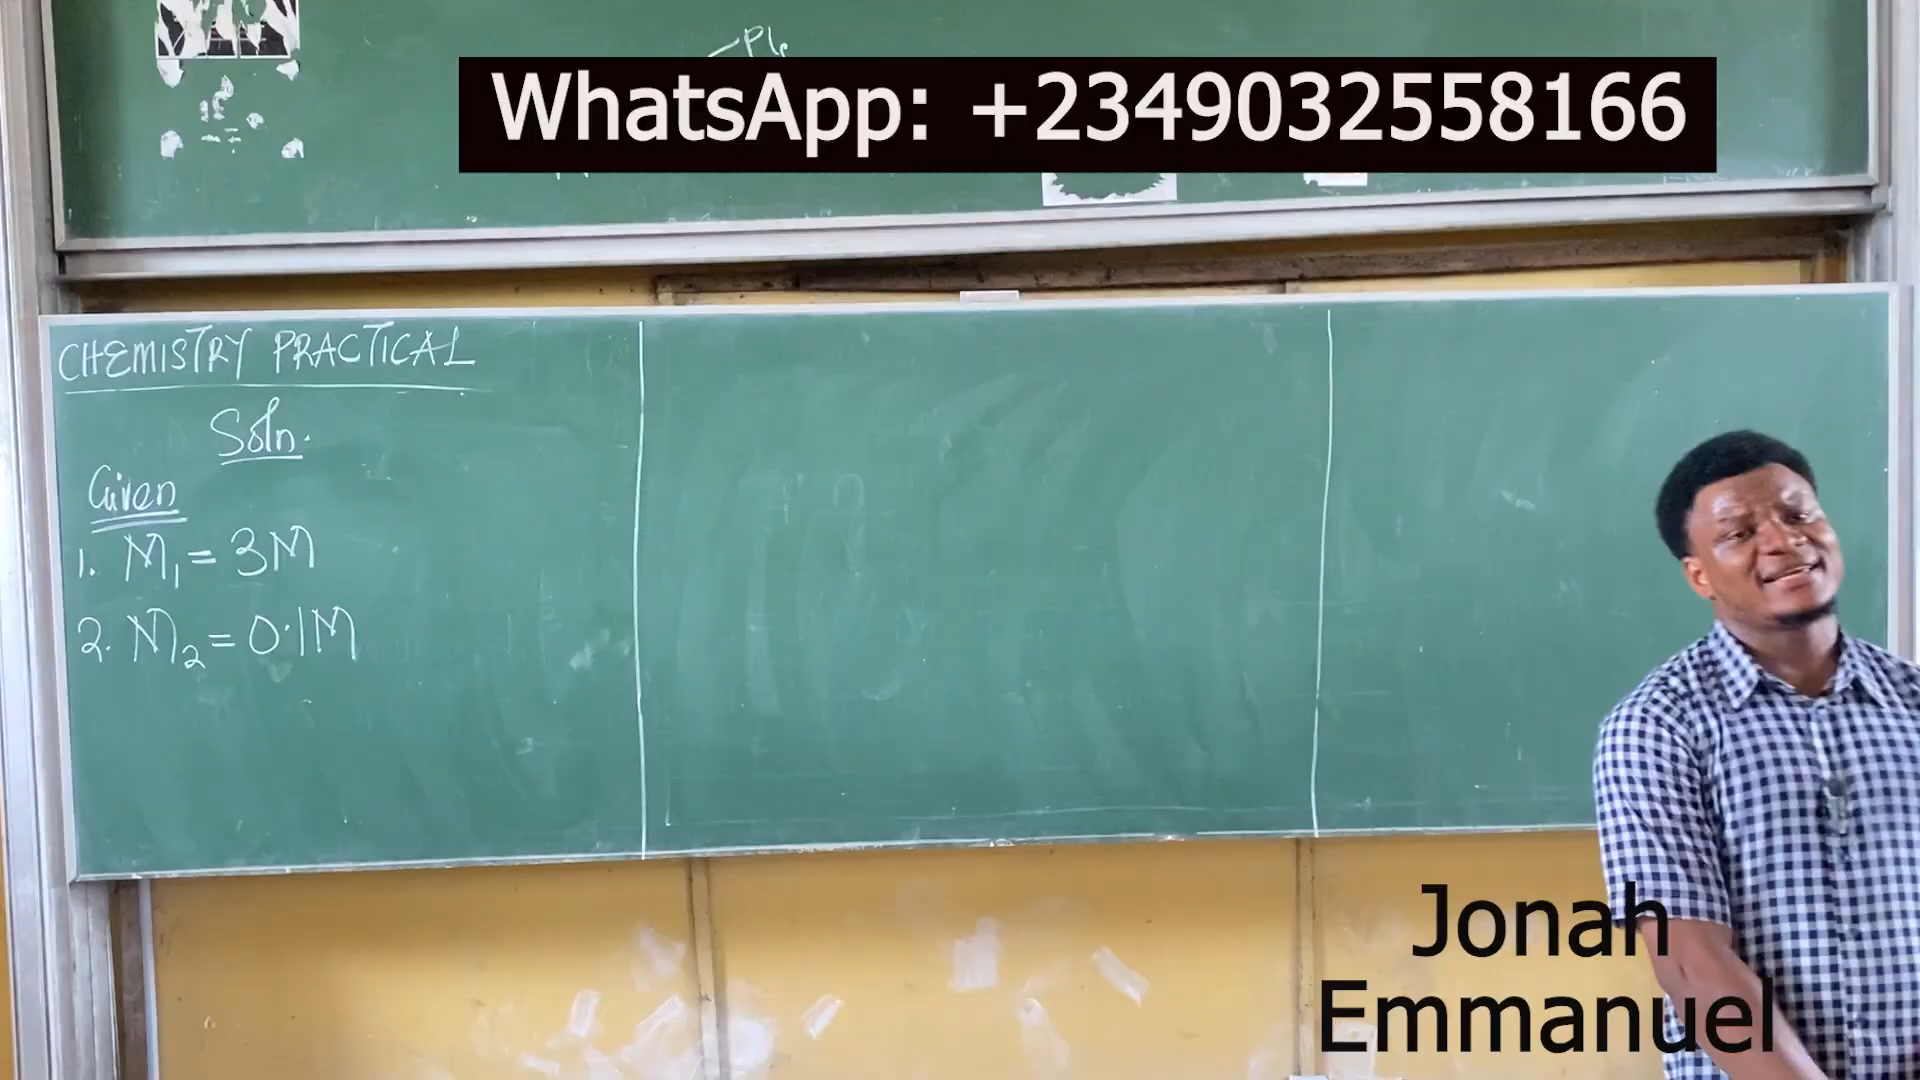 WhatsApp: +2349032558166
CHEMISTRY PRACTICAL
Soln.
Given
1. M₁ = 3M
2. M₂ = 0.1M
Jonah
Emmanuel